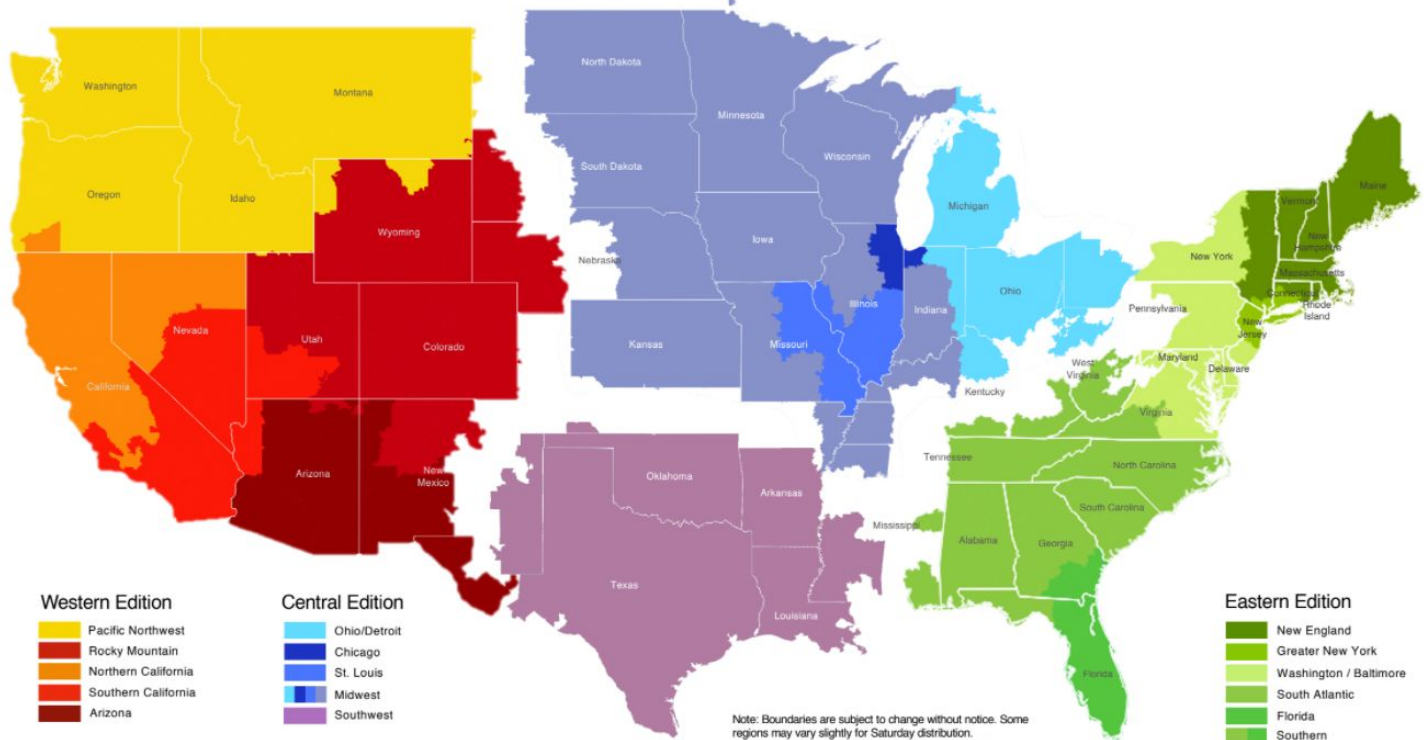 Washington
Montana
Oregon
Idaho
Wyoming
Nevada
Utah
Colorado
California
Arizona
New
Mexico
North Dakota
Minnesota
South Dakota
Wisconsin
Nebraska
Iowa
Illinois
Indiana
Kansas
Missouri
Michigan
Ohio
Kentucky
Oklahoma
Arkansas
Texas
Louisiana
Maine
Vermont
New
Hampshire
New York
Massachusetts
Connecticut
Rhode
Island
Pennsylvania
New
Jersey
Maryland
Delaware
West
Virginia
Virginia
Tennessee
North Carolina
South Carolina
Mississippi
Alabama
Georgia
Florida
Western Edition
Pacific Northwest
Rocky Mountain
Northern California
Southern California
Arizona
Central Edition
Ohio/Detroit
Chicago
St. Louis
Midwest
Southwest
Note: Boundaries are subject to change without notice. Some
regions may vary slightly for Saturday distribution.
Eastern Edition
New England
Greater New York
Washington / Baltimore
South Atlantic
Florida
Southern